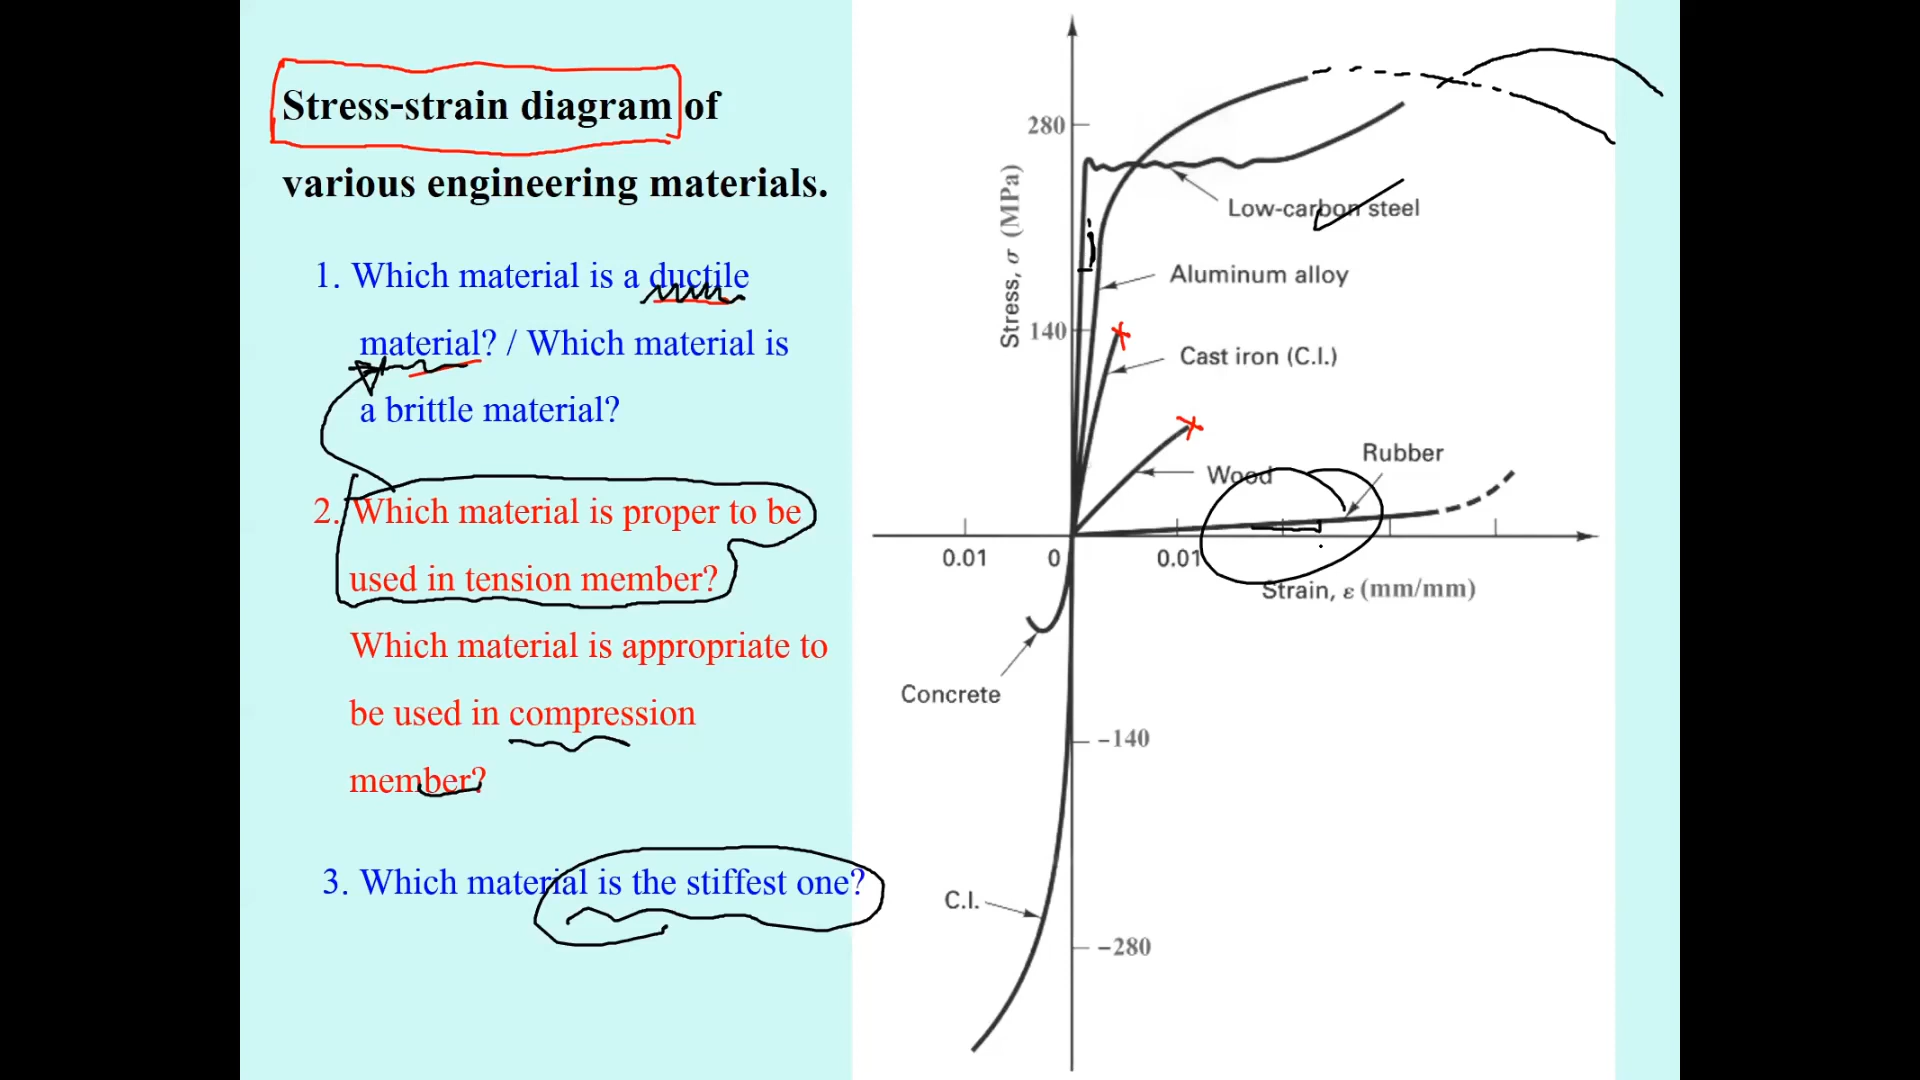 Stress-strain diagram of
various engineering materials.
1. Which material is a ductile
material? / Which material is
a brittle material?
2. Which material is proper to be
used in tension member?
Which material is appropriate to
be used in compression
member?
3. Which material is the stiffest one?
280
Low-carbon steel
Stress, σ (MPa)
Aluminum alloy
140
Cast iron (C.I.)
Rubber
Wood
0.01
0
0.01
Strain, ε (mm/mm)
Concrete
-140
C.I.
-280